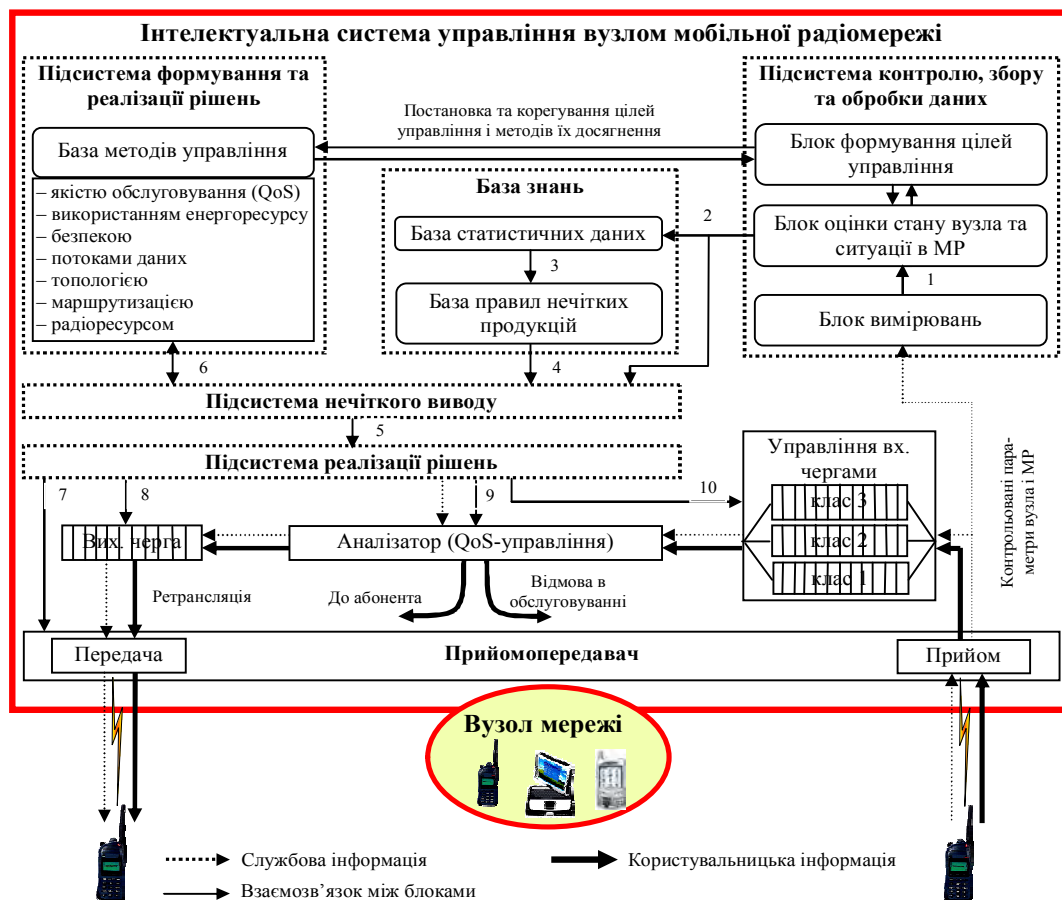 Інтелектуальна система управління вузлом мобільної радіомережі
Підсистема формування та
реалізації рішень
База методів управління
– якістю обслуговування (QoS)
– використанням енергоресурсу
– безпекою
– потоками даних
– топологією
– маршрутизацією
– радіоресурсом
Постановка та корегування цілей
управління і методів їх досягнення
База знань
База статистичних даних
3
База правил нечітких
продукцій
2
Підсистема контролю, збору
та обробки даних
Блок формування цілей
управління
Блок оцінки стану вузла та
ситуації в МР
1
Блок вимірювань
6
4
Підсистема нечіткого виводу
5
Підсистема реалізації рішень
7
8
9
10
Управління вх.
чергами
клас 3
клас 2
клас 1
Контрольовані пара-
метри вузла і МР
Вих. черга
Аналізатор (QoS-управління)
Ретрансляція
До абонента
Відмова в
обслуговуванні
Передача
Прийомопередавач
Прийом
Вузол мережі
Службова інформація
Користувальницька інформація
Взаємозв’язок між блоками